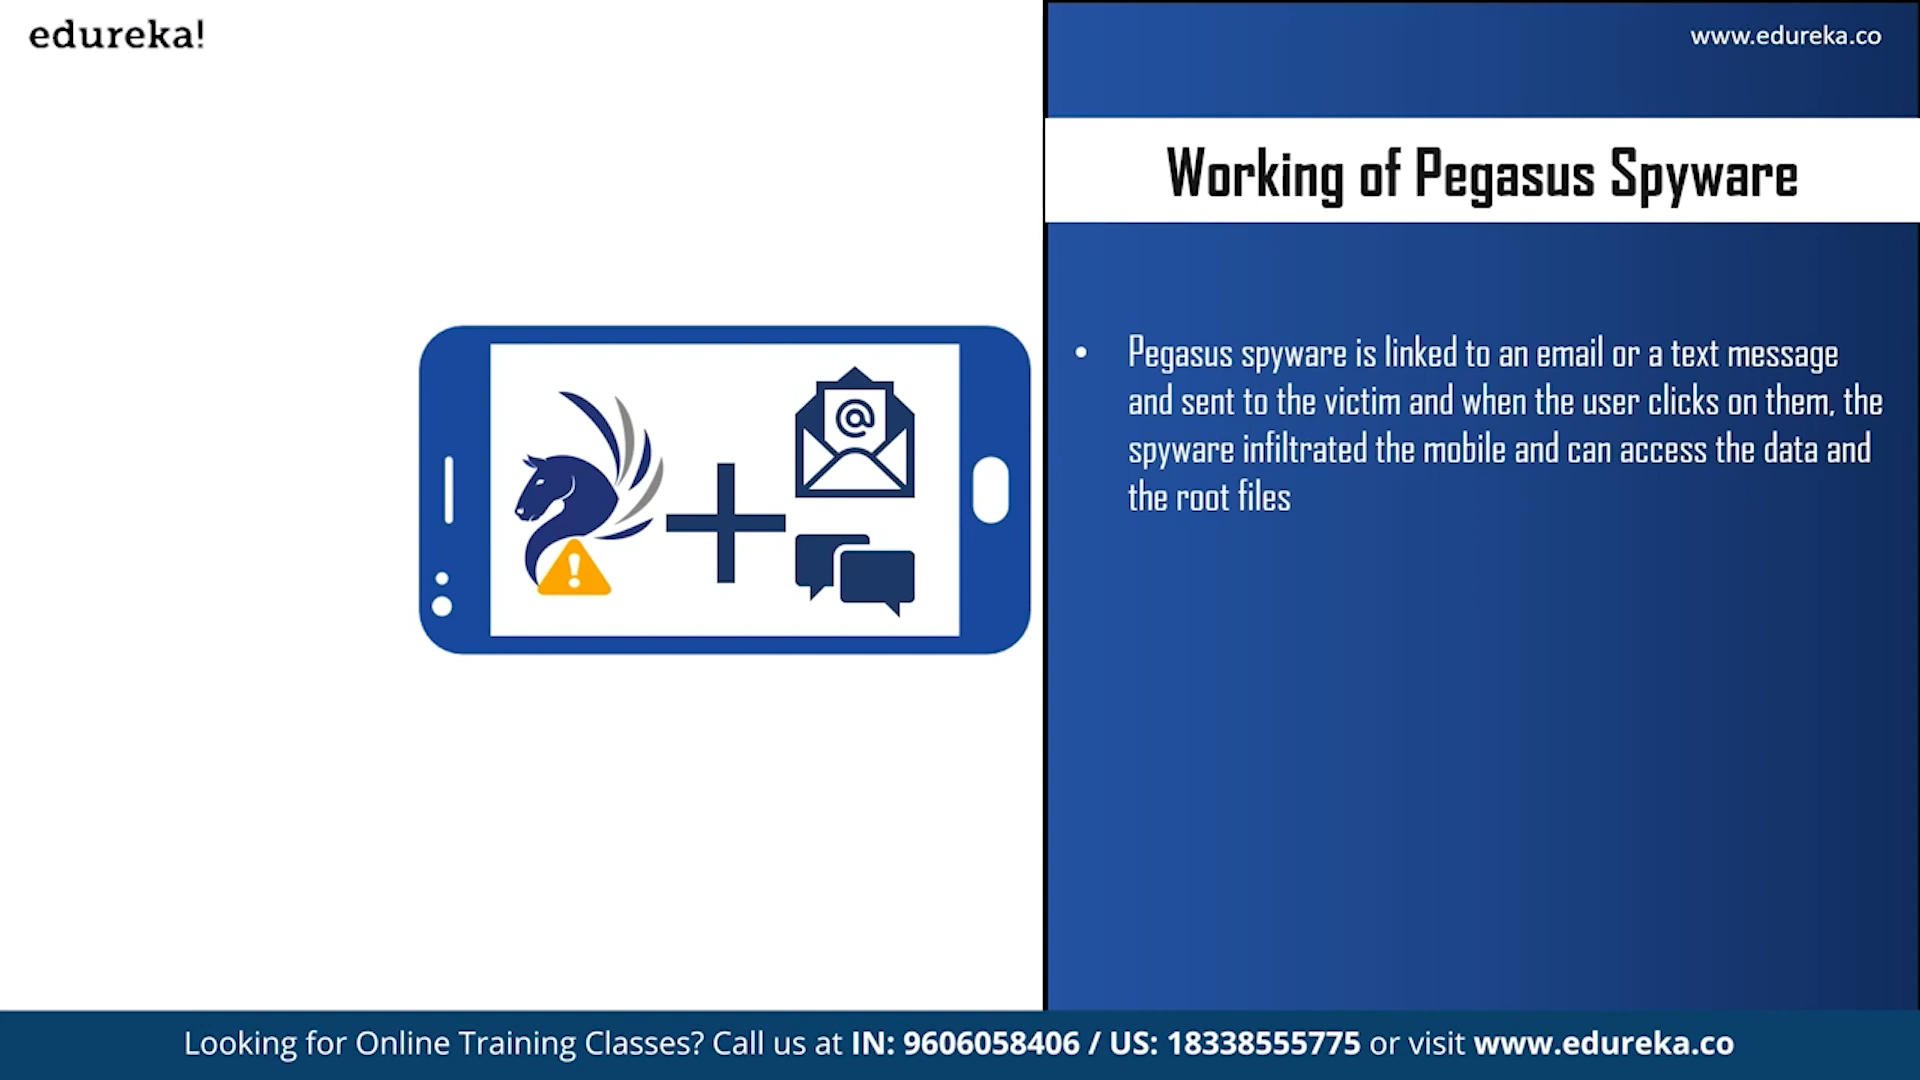 edureka!
www.edureka.co
Working of Pegasus Spyware
• Pegasus spyware is linked to an email or a text message
and sent to the victim and when the user clicks on them, the
spyware infiltrated the mobile and can access the data and
the root files
@
!
Looking for Online Training Classes? Call us at IN: 9606058406 / US: 18338555775 or visit www.edureka.co